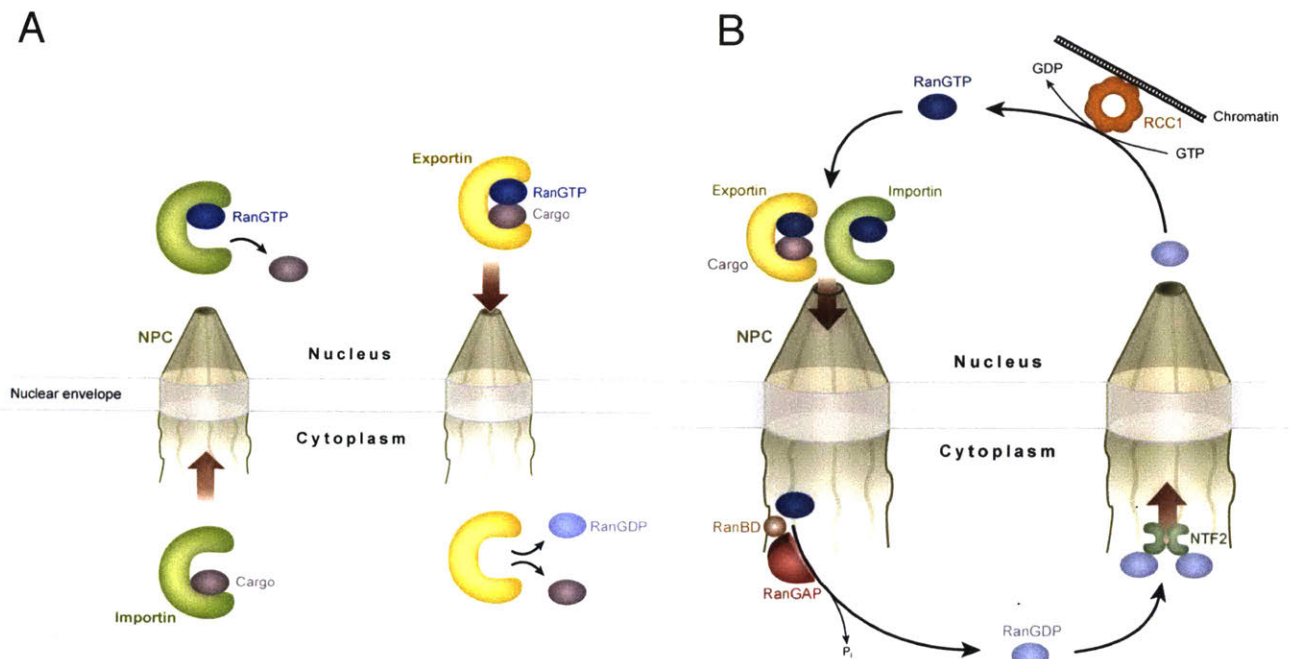 A
Exportin
RanGTP
Cargo
RanGTP
NPC
Nucleus
Nuclear envelope
Cytoplasm
RanGDP
Cargo
Importin
B
GDP
RanGTP
RCC1
Chromatin
GTP
Exportin
Importin
Cargo
NPC
Nucleus
Cytoplasm
RanBD
NTF2
RanGAP
RanGDP
Pi